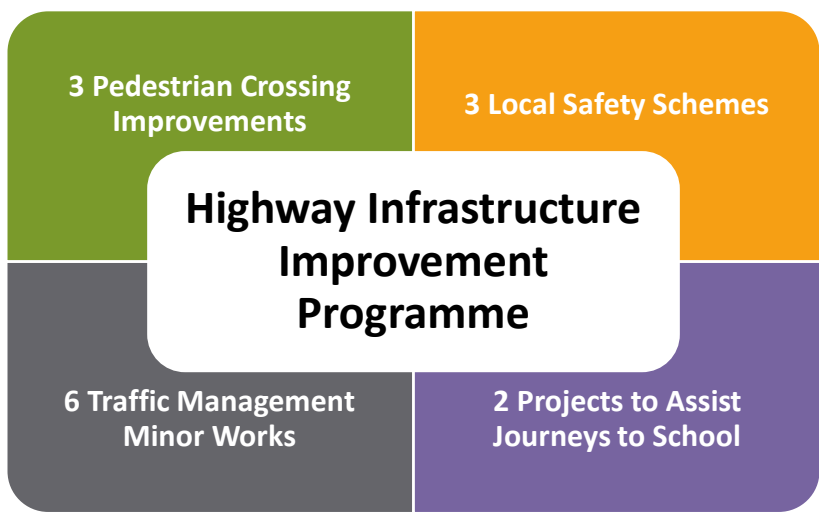 3 Pedestrian Crossing
Improvements
3 Local Safety Schemes
Highway Infrastructure
Improvement
Programme
6 Traffic Management
Minor Works
2 Projects to Assist
Journeys to School